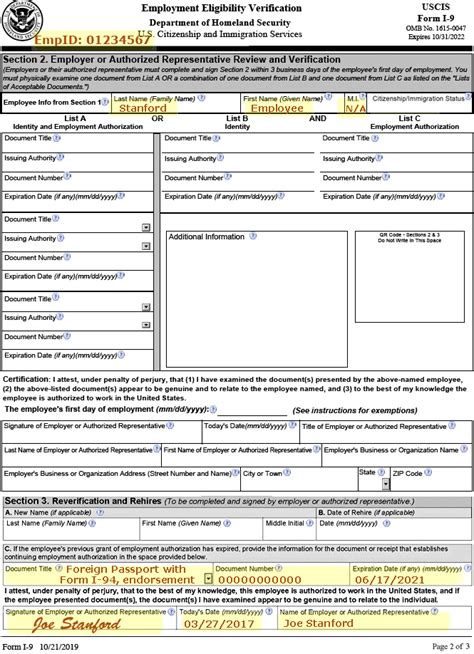 Employment Eligibility Verification
Department of Homeland Security
U.S. Citizenship and Immigration Services
USCIS
Form I-9
OMB No. 1615-0047
Expires 10/31/2022
EmpID: 01234567
Section 2. Employer or Authorized Representative Review and Verification
(Employers or their authorized representative must complete and sign Section 2 within 3 business days of the employee's first day of employment. You
must physically examine one document from List A OR a combination of one document from List B and one document from List C as listed on the "Lists
of Acceptable Documents.")
Employee Info from Section 1
Last Name (Family Name)
Stanford
First Name (Given Name)
Employee
M.I.
N/A
Citizenship/Immigration Status
List A
Identity and Employment Authorization
OR
List B
Identity
AND
List C
Employment Authorization
Document Title
Document Title
Document Title
Issuing Authority
Issuing Authority
Issuing Authority
Document Number
Document Number
Document Number
Expiration Date (if any)(mm/dd/yyyy)
Expiration Date (if any)(mm/dd/yyyy)
Expiration Date (if any)(mm/dd/yyyy)
Document Title
Issuing Authority
Document Number
Expiration Date (if any)(mm/dd/yyyy)
Document Title
Issuing Authority
Document Number
Expiration Date (if any)(mm/dd/yyyy)
Additional Information
QR Code - Sections 2 & 3
Do Not Write In This Space
Certification: I attest, under penalty of perjury, that (1) I have examined the document(s) presented by the above-named employee,
(2) the above-listed document(s) appear to be genuine and to relate to the employee named, and (3) to the best of my knowledge the
employee is authorized to work in the United States.
The employee's first day of employment (mm/dd/yyyy):
(See instructions for exemptions)
Signature of Employer or Authorized Representative
Today's Date(mm/dd/yyyy)
Title of Employer or Authorized Representative
Last Name of Employer or Authorized Representative
First Name of Employer or Authorized Representative
Employer's Business or Organization Name
Employer's Business or Organization Address (Street Number and Name)
City or Town
State
ZIP Code
Section 3. Reverification and Rehires (To be completed and signed by employer or authorized representative.)
A. New Name (if applicable)
B. Date of Rehire (if applicable)
Last Name (Family Name)
First Name (Given Name)
Middle Initial
Date (mm/dd/yyyy)
C. If the employee's previous grant of employment authorization has expired, provide the information for the document or receipt that establishes
continuing employment authorization in the space provided below.
Document Title
Foreign Passport with
Form I-94, endorsement
Document Number
00000000000
Expiration Date (if any) (mm/dd/yyyy)
06/17/2021
I attest, under penalty of perjury, that to the best of my knowledge, this employee is authorized to work in the United States, and if
the employee presented document(s), the document(s) I have examined appear to be genuine and to relate to the individual.
Signature of Employer or Authorized Representative
Joe Stanford
Today's Date (mm/dd/yyyy)
03/27/2017
Name of Employer or Authorized Representative
Joe Stanford
Form I-9 10/21/2019
Page 2 of 3